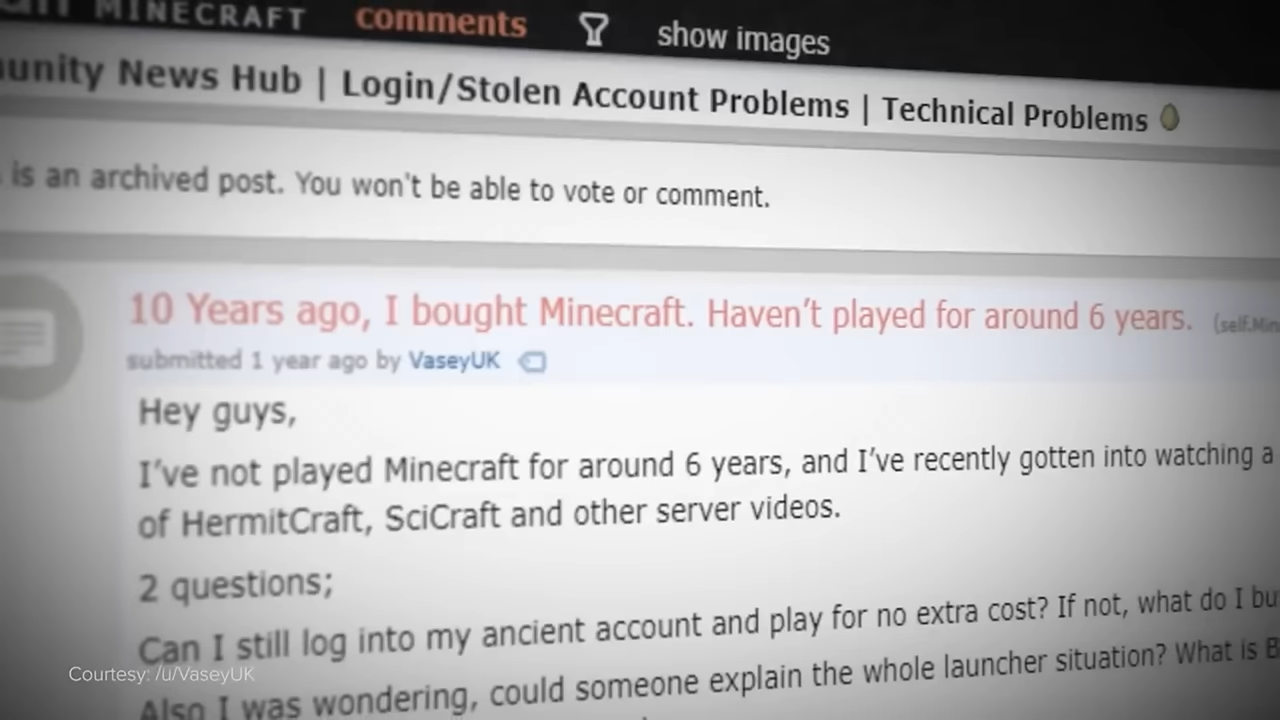 MINECRAFT comments show images
unity News Hub | Login/Stolen Account Problems | Technical Problems
is an archived post. You won't be able to vote or comment.
10 Years ago, I bought Minecraft. Haven't played for around 6 years. (self.Min
submitted 1 year ago by VaseyUK
Hey guys,
I've not played Minecraft for around 6 years, and I've recently gotten into watching a
of HermitCraft, SciCraft and other server videos.
2 questions;
Can I still log into my ancient account and play for no extra cost? If not, what do I bu
Also I was wondering, could someone explain the whole launcher situation? What is B
Courtesy: /u/VaseyUK